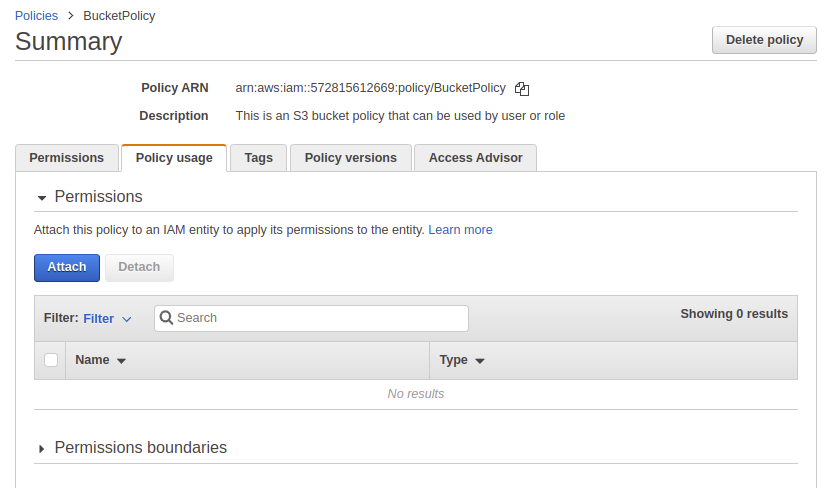 Policies > BucketPolicy
Summary
Delete policy
Policy ARN arn:aws:iam::572815612669:policy/BucketPolicy
Description This is an S3 bucket policy that can be used by user or role
Permissions Policy usage Tags Policy versions Access Advisor
Permissions
Attach this policy to an IAM entity to apply its permissions to the entity. Learn more
Attach Detach
Filter: Filter Search Showing 0 results
Name Type
No results
Permissions boundaries